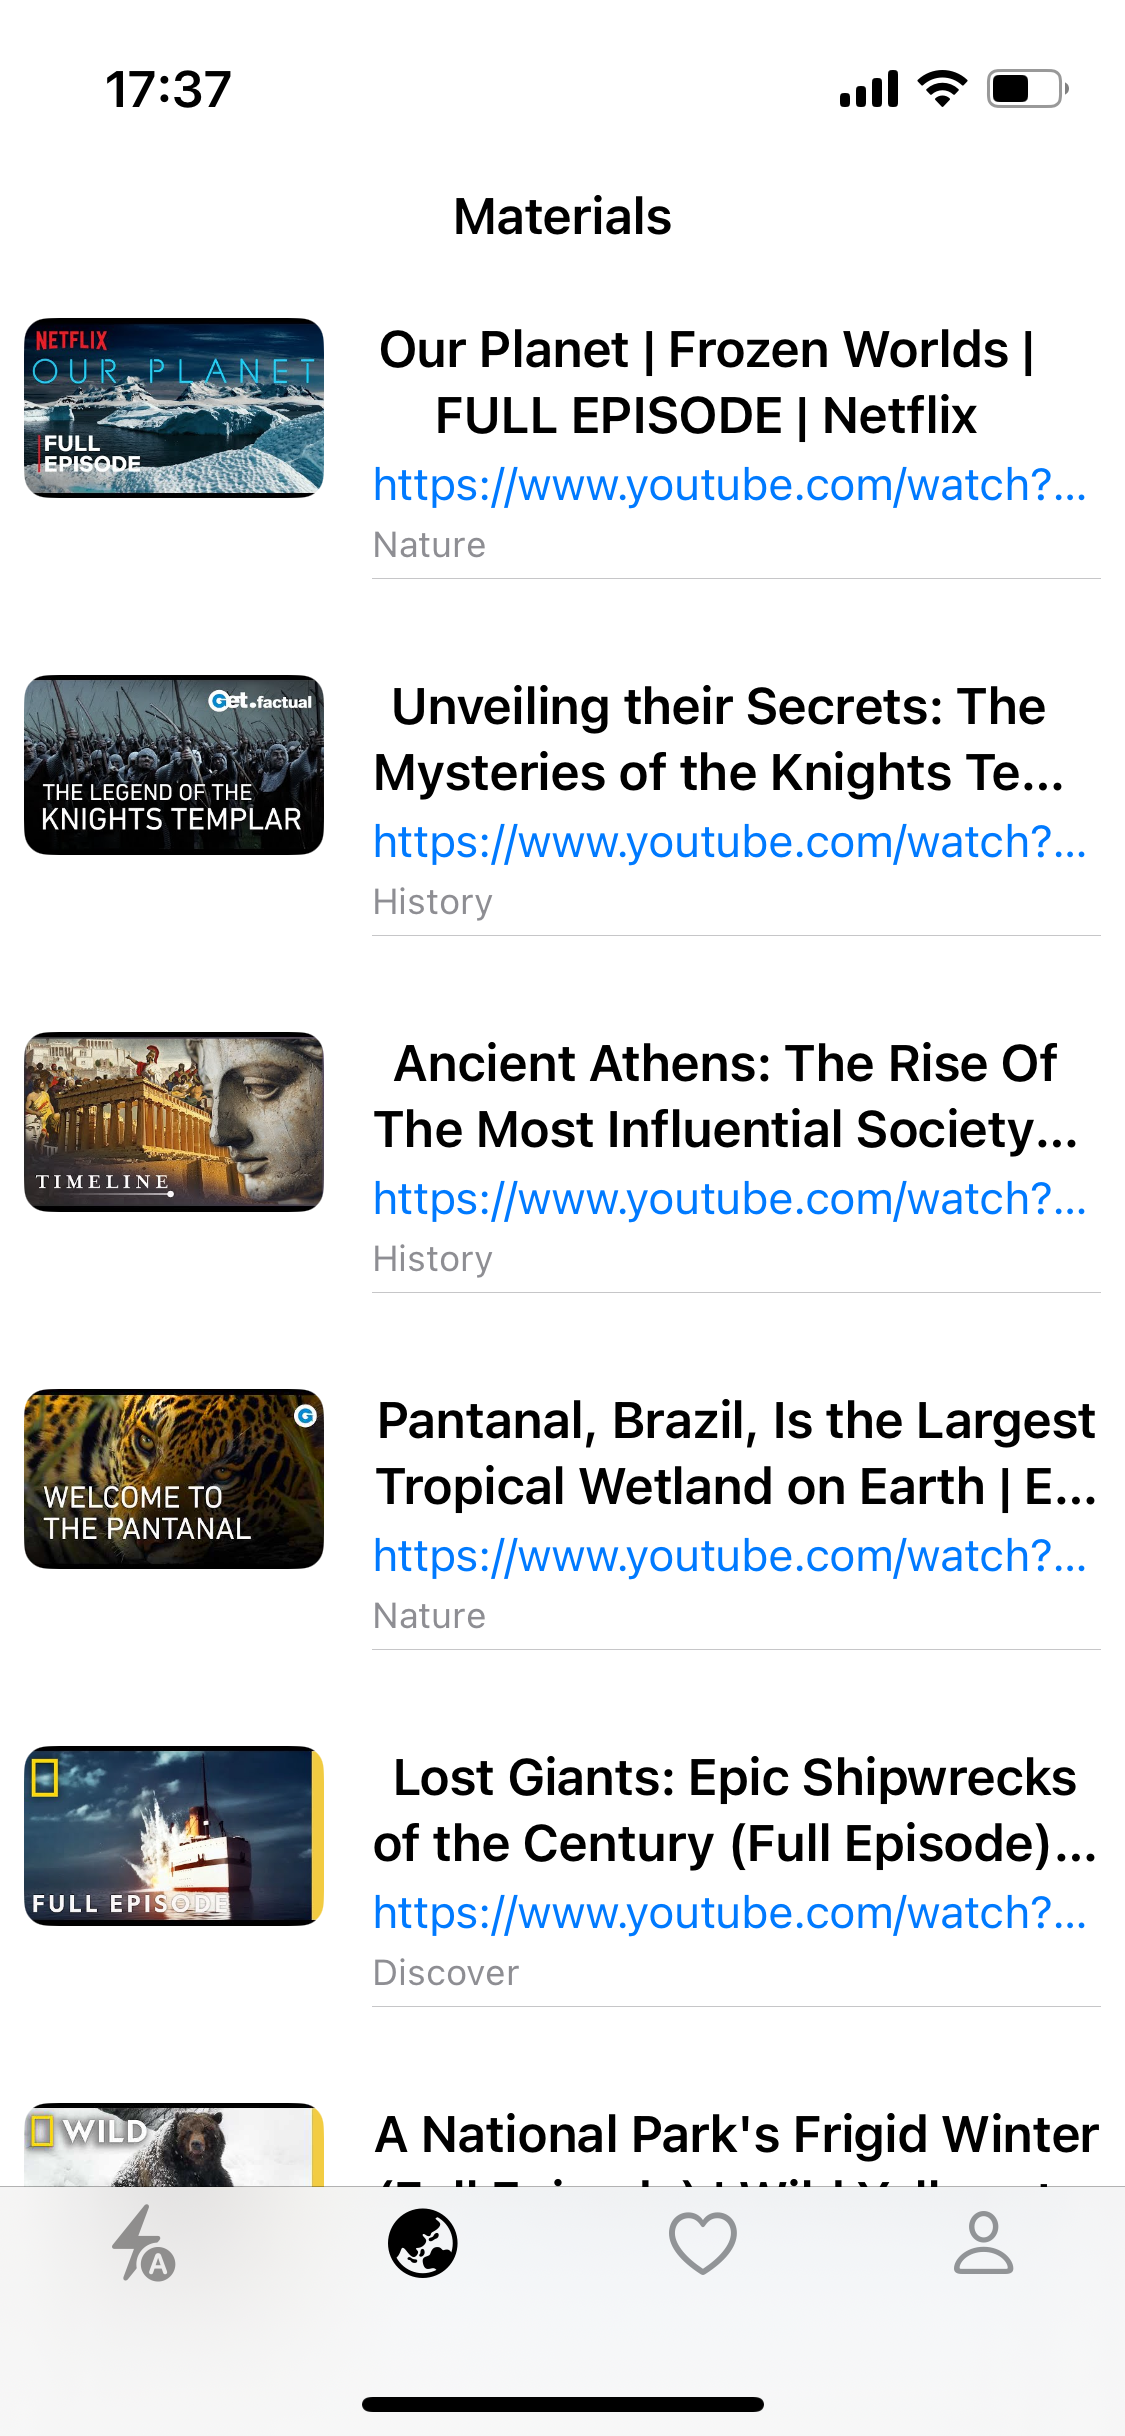 17:37
Materials
NETFLIX
OUR PLANET
FULL
EPISODE
Our Planet | Frozen Worlds |
FULL EPISODE | Netflix
https://www.youtube.com/watch?...
Nature
Get.factual
THE LEGEND OF THE
KNIGHTS TEMPLAR
Unveiling their Secrets: The
Mysteries of the Knights Te...
https://www.youtube.com/watch?...
History
TIMELINE
Ancient Athens: The Rise Of
The Most Influential Society...
https://www.youtube.com/watch?...
History
G
WELCOME TO
THE PANTANAL
Pantanal, Brazil, Is the Largest
Tropical Wetland on Earth | E...
https://www.youtube.com/watch?...
Nature
FULL EPISODE
Lost Giants: Epic Shipwrecks
of the Century (Full Episode)...
https://www.youtube.com/watch?...
Discover
WILD
A National Park's Frigid Winter
A